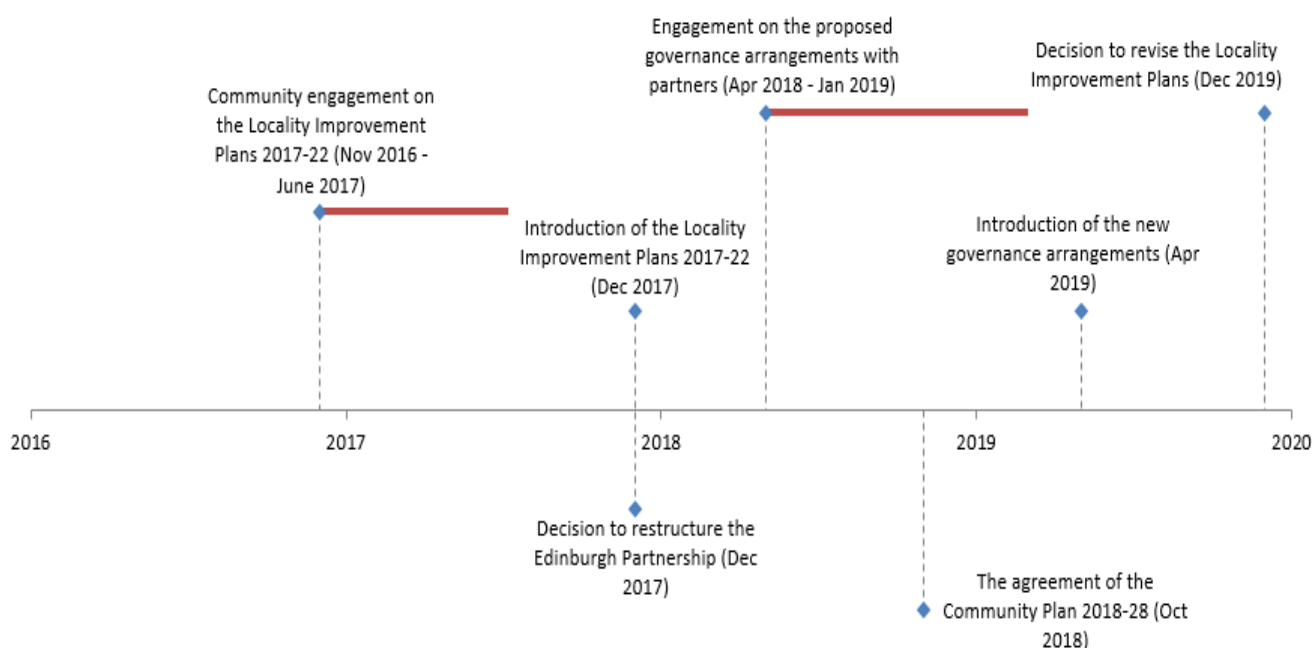 Engagement on the proposed
governance arrangements with
partners (Apr 2018 - Jan 2019)
Decision to revise the Locality
Improvement Plans (Dec 2019)
Community engagement on
the Locality Improvement
Plans 2017-22 (Nov 2016 -
June 2017)
Introduction of the Locality
Improvement Plans 2017-22
(Dec 2017)
Introduction of the new
governance arrangements (Apr
2019)
2016
2017
2018
2019
2020
Decision to restructure the
Edinburgh Partnership (Dec
2017)
The agreement of the
Community Plan 2018-28 (Oct
2018)